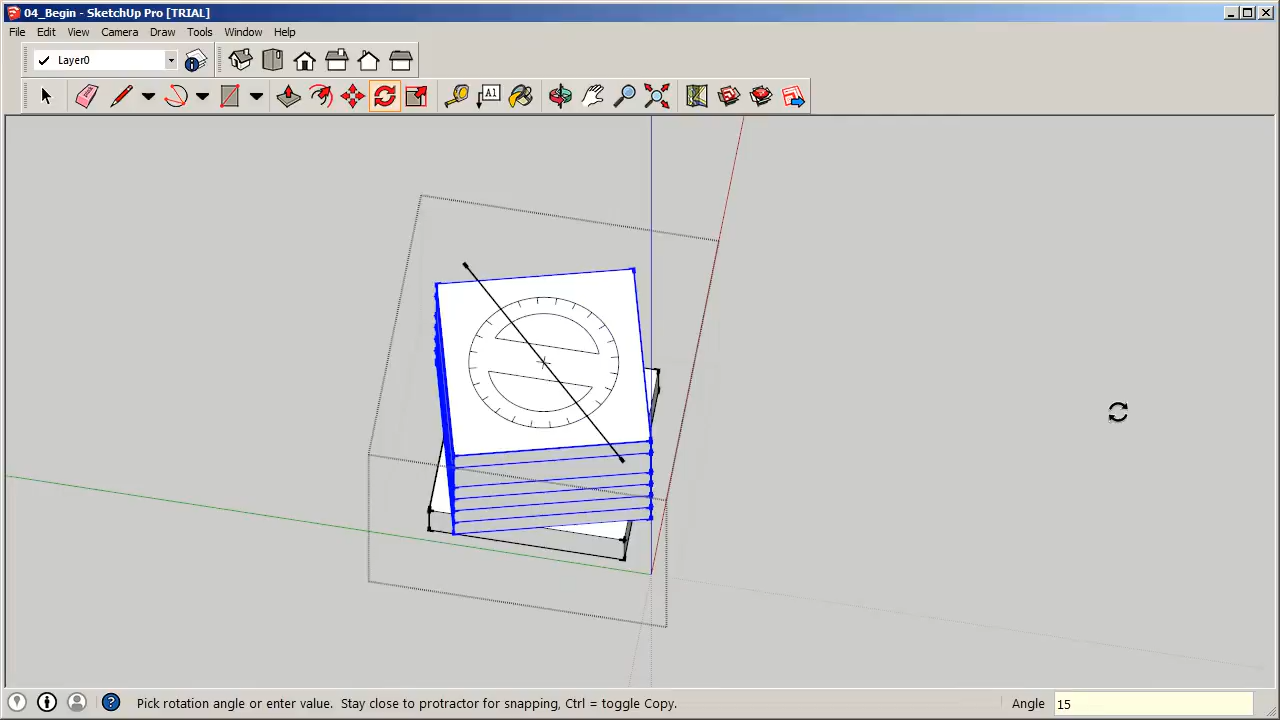 04_Begin - SketchUp Pro [TRIAL]
File Edit View Camera Draw Tools Window Help
Layer0
A1
Pick rotation angle or enter value. Stay close to protractor for snapping, Ctrl = toggle Copy. Angle 15